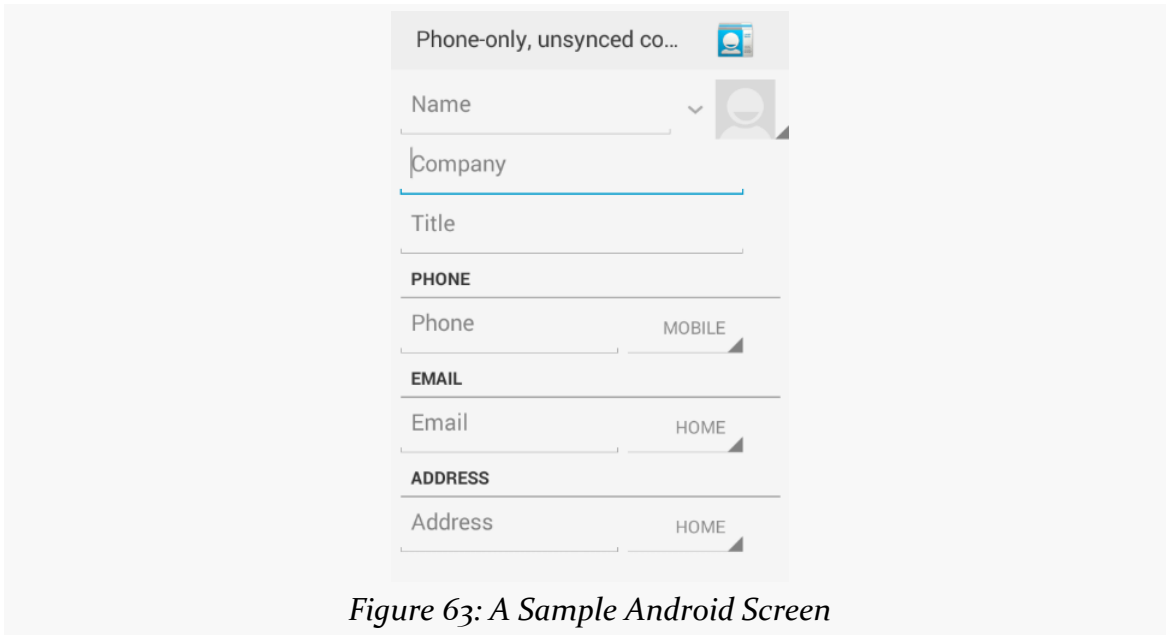 Phone-only, unsynced co...
Name
Company
Title
PHONE
Phone MOBILE
EMAIL
Email HOME
ADDRESS
Address HOME
Figure 63: A Sample Android Screen